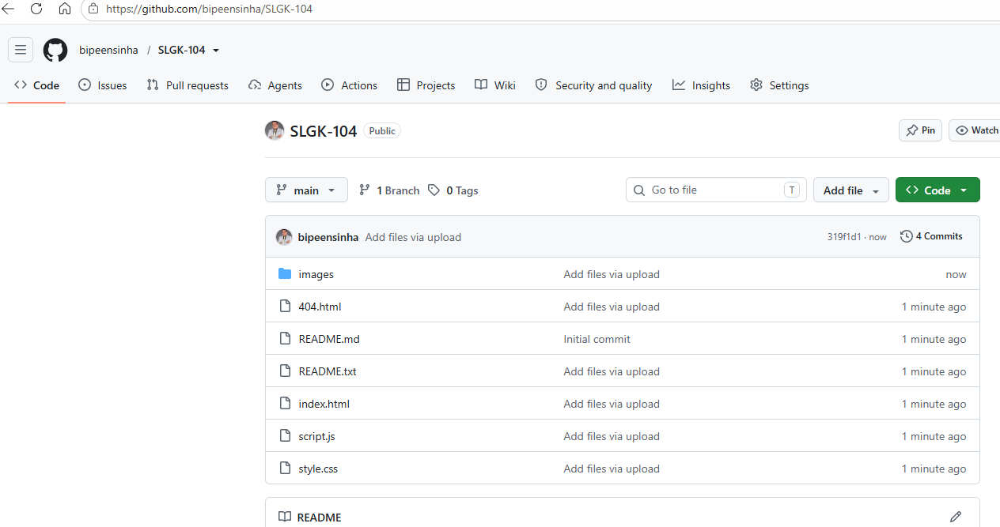 https://github.com/bipeensinha/SLGK-104
bipeensinha / SLGK-104
Code Issues Pull requests Agents Actions Projects Wiki Security and quality Insights Settings
SLGK-104 Public Pin Watch
main 1 Branch 0 Tags Go to file T Add file Code
bipeensinha Add files via upload 319f1d1 · now 4 Commits
images Add files via upload now
404.html Add files via upload 1 minute ago
README.md Initial commit 1 minute ago
README.txt Add files via upload 1 minute ago
index.html Add files via upload 1 minute ago
script.js Add files via upload 1 minute ago
style.css Add files via upload 1 minute ago
README